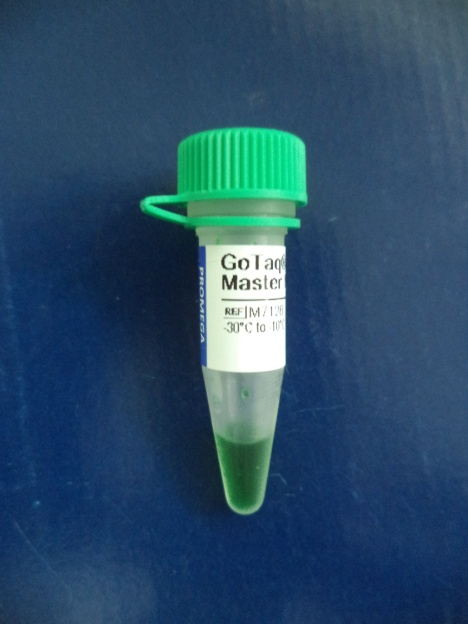 GoTaq®
Master
REF M712
-30°C to -10°C
PROMEGA